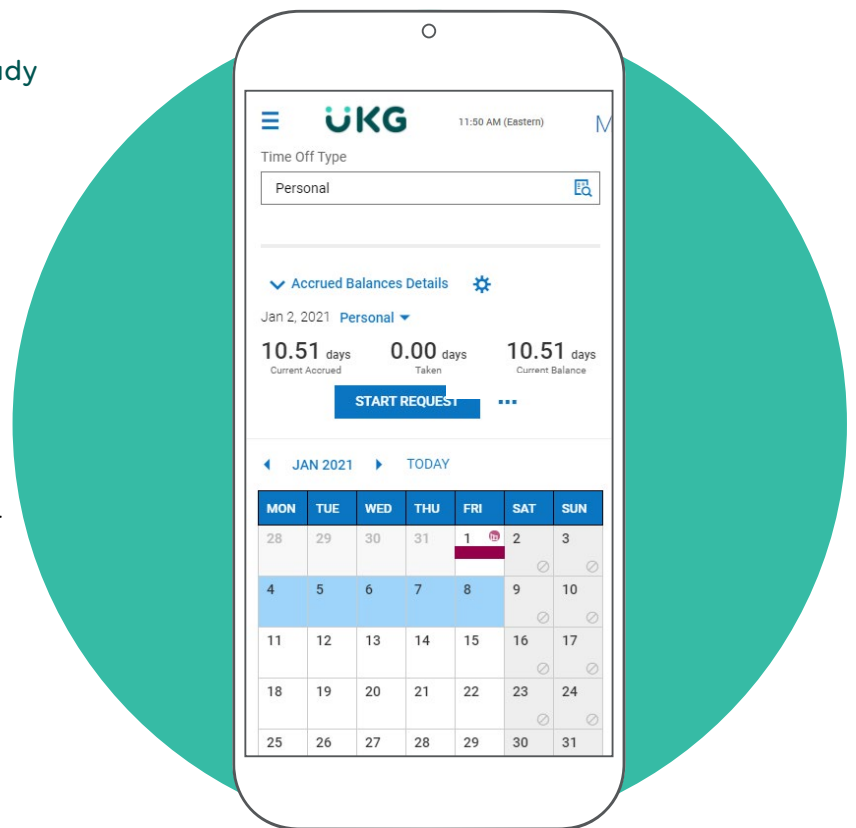 ady
UKG 11:50 AM (Eastern) M
Time Off Type
Personal
Accrued Balances Details
Jan 2, 2021 Personal
10.51 days 0.00 days 10.51 days
Current Accrued Taken Current Balance
START REQUEST
JAN 2021 TODAY
MON TUE WED THU FRI SAT SUN
28 29 30 31 1 2 3
4 5 6 7 8 9 10
11 12 13 14 15 16 17
18 19 20 21 22 23 24
25 26 27 28 29 30 31